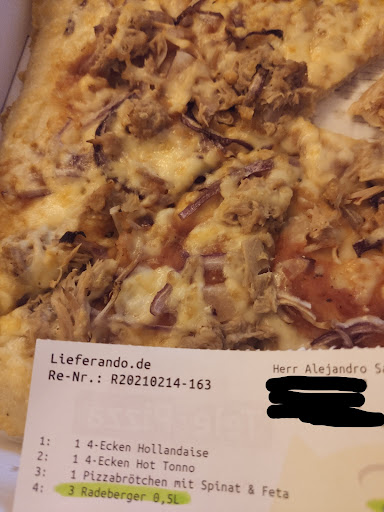 Lieferando.de
Re-Nr.: R20210214-163
Herr Alejandro
1: 1 4-Ecken Hollandaise
2: 1 4-Ecken Hot Tonno
3: 1 Pizzabrötchen mit Spinat & Feta
4: 3 Radeberger 0,5L